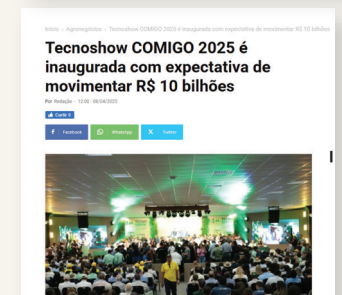 Início › Agronegócios › Tecnoshow COMIGO 2025 é inaugurada com expectativa de movimentar R$ 10 bilhões
Tecnoshow COMIGO 2025 é
inaugurada com expectativa de
movimentar R$ 10 bilhões
Por Redação - 12:00 - 08/04/2025
Curtir 0
Facebook WhatsApp Twitter